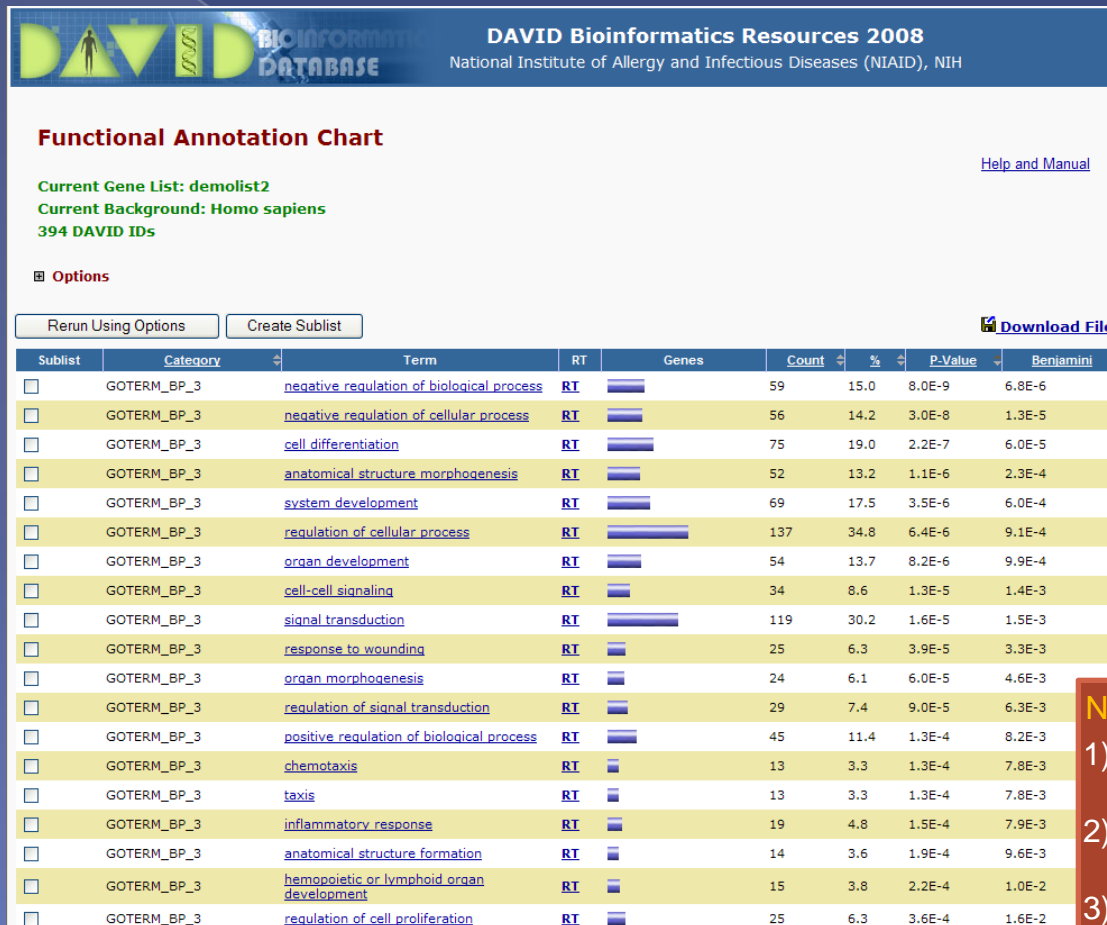 DAVID BIOINFORMATICS DATABASE
DAVID Bioinformatics Resources 2008
National Institute of Allergy and Infectious Diseases (NIAID), NIH
Functional Annotation Chart
Help and Manual
Current Gene List: demolist2
Current Background: Homo sapiens
394 DAVID IDs
Options
Rerun Using Options Create Sublist Download File
Sublist Category Term RT Genes Count % P-Value Benjamini
GOTERM_BP_3 negative regulation of biological process RT 59 15.0 8.0E-9 6.8E-6
GOTERM_BP_3 negative regulation of cellular process RT 56 14.2 3.0E-8 1.3E-5
GOTERM_BP_3 cell differentiation RT 75 19.0 2.2E-7 6.0E-5
GOTERM_BP_3 anatomical structure morphogenesis RT 52 13.2 1.1E-6 2.3E-4
GOTERM_BP_3 system development RT 69 17.5 3.5E-6 6.0E-4
GOTERM_BP_3 regulation of cellular process RT 137 34.8 6.4E-6 9.1E-4
GOTERM_BP_3 organ development RT 54 13.7 8.2E-6 9.9E-4
GOTERM_BP_3 cell-cell signaling RT 34 8.6 1.3E-5 1.4E-3
GOTERM_BP_3 signal transduction RT 119 30.2 1.6E-5 1.5E-3
GOTERM_BP_3 response to wounding RT 25 6.3 3.9E-5 3.3E-3
GOTERM_BP_3 organ morphogenesis RT 24 6.1 6.0E-5 4.6E-3
GOTERM_BP_3 regulation of signal transduction RT 29 7.4 9.0E-5 6.3E-3
GOTERM_BP_3 positive regulation of biological process RT 45 11.4 1.3E-4 8.2E-3
GOTERM_BP_3 chemotaxis RT 13 3.3 1.3E-4 7.8E-3
GOTERM_BP_3 taxis RT 13 3.3 1.3E-4 7.8E-3
GOTERM_BP_3 inflammatory response RT 19 4.8 1.5E-4 7.9E-3
GOTERM_BP_3 anatomical structure formation RT 14 3.6 1.9E-4 9.6E-3
GOTERM_BP_3 hemopoietic or lymphoid organ development RT 15 3.8 2.2E-4 1.0E-2
GOTERM_BP_3 regulation of cell proliferation RT 25 6.3 3.6E-4 1.6E-2
N
1)
2)
3)